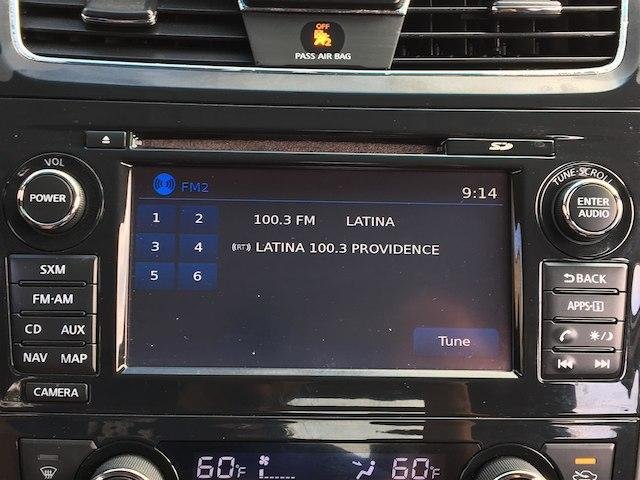 OFF
PASS AIR BAG
VOL
POWER
SXM
FM·AM
CD AUX
NAV MAP
CAMERA
FM2
9:14
1 2
3 4
5 6
100.3 FM LATINA
(RT) LATINA 100.3 PROVIDENCE
Tune
TUNE·SCROLL
ENTER
AUDIO
BACK
APPS·i
60°F
60°F